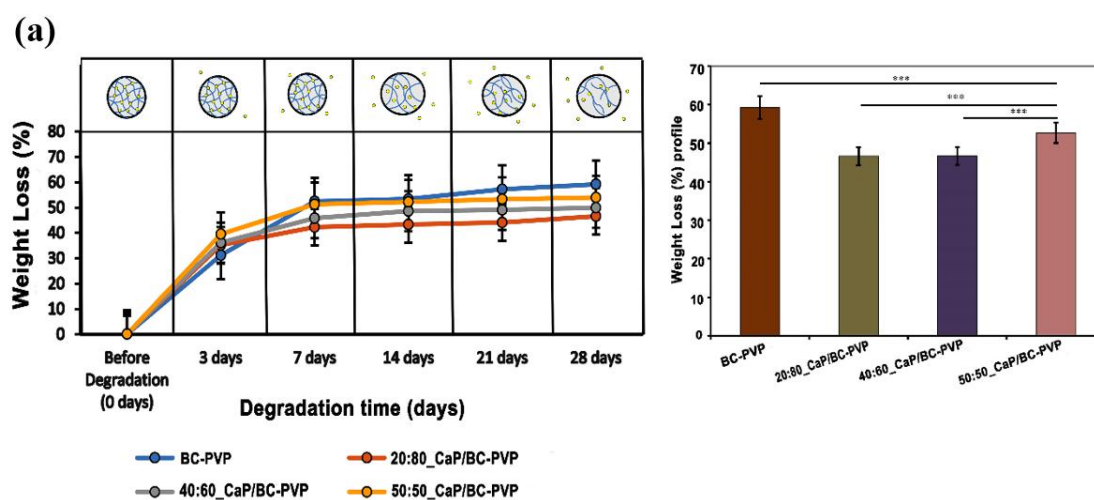 (a)
Weight Loss (%)
80
70
60
50
40
30
20
10
0
Before
Degradation
(0 days)
3 days
7 days
14 days
21 days
28 days
Degradation time (days)
BC-PVP
20:80_CaP/BC-PVP
40:60_CaP/BC-PVP
50:50_CaP/BC-PVP
Weight Loss (%) profile
70
60
50
40
30
20
10
0
***
***
***
BC-PVP
20:80_CaP/BC-PVP
40:60_CaP/BC-PVP
50:50_CaP/BC-PVP